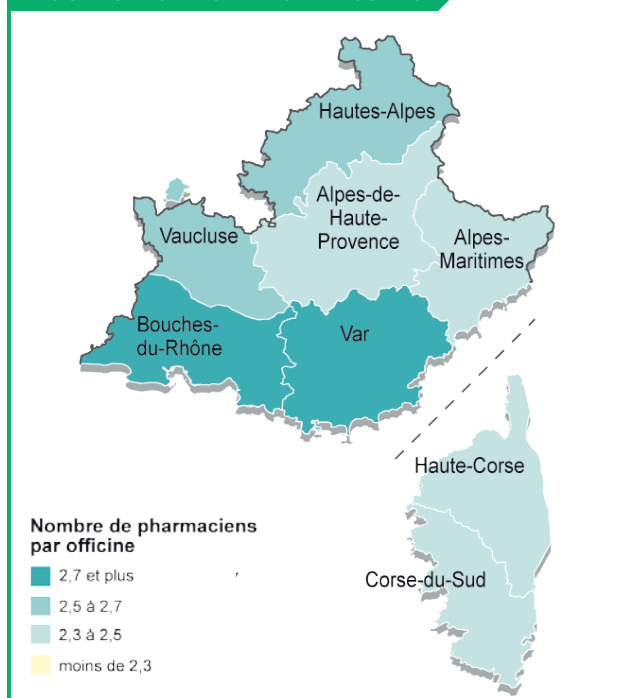 Hautes-Alpes
Alpes-de-
Haute-
Provence
Vaucluse
Alpes-
Maritimes
Bouches-
du-Rhône
Var
Haute-Corse
Corse-du-Sud
Nombre de pharmaciens
par officine
2,7 et plus
2,5 à 2,7
2,3 à 2,5
moins de 2,3